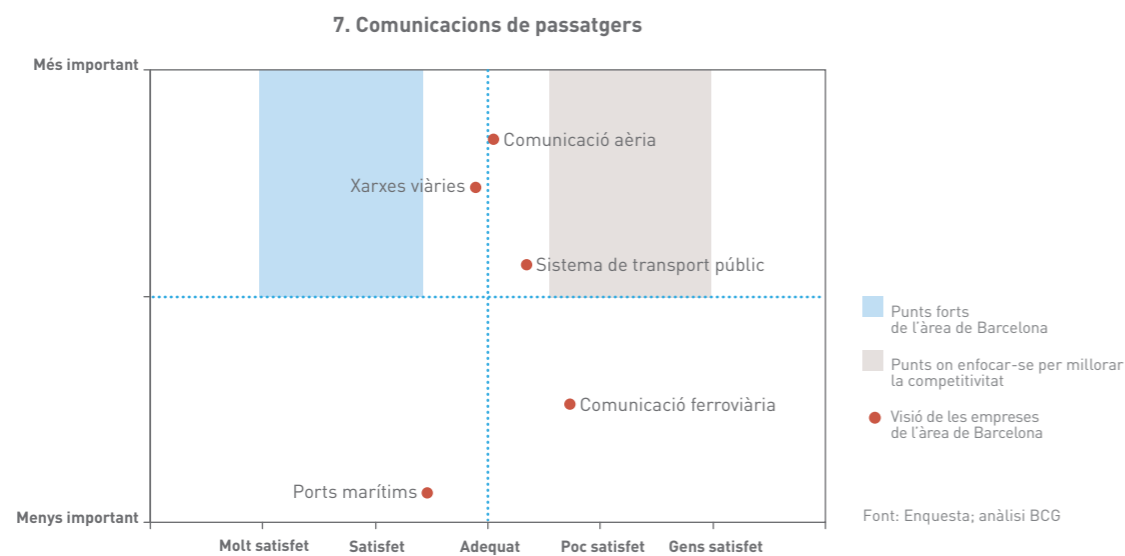 7. Comunicacions de passatgers
Més important
Comunicació aèria
Xarxes viàries
Sistema de transport públic
Punts forts
de l'àrea de Barcelona
Punts on enfocar-se per millorar
la competitivitat
Comunicació ferroviària
Visió de les empreses
de l'àrea de Barcelona
Ports marítims
Menys important
Font: Enquesta; anàlisi BCG
Molt satisfet Satisfet Adequat Poc satisfet Gens satisfet